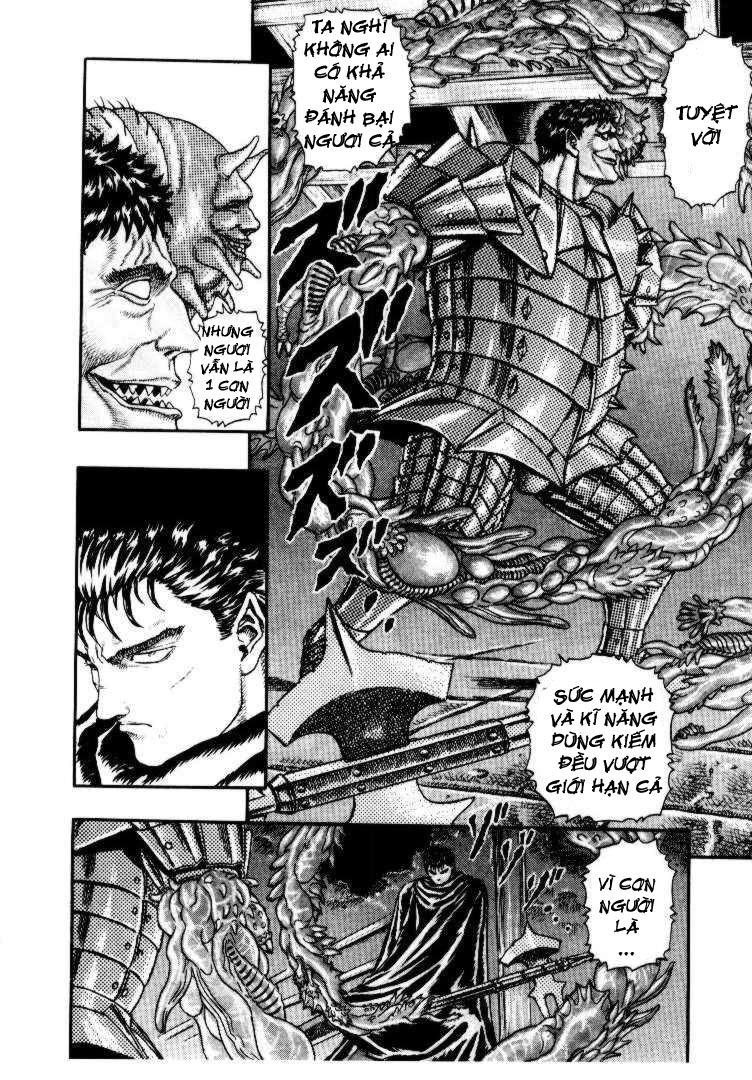 TUYỆT
VỜI
TA NGHĨ
KHÔNG AI
CÓ KHẢ
NĂNG
ĐÁNH BẠI
NGƯƠI CẢ
ズズズズ...
SỨC MẠNH
VÀ KĨ NĂNG
DÙNG KIẾM
ĐỀU VƯỢT
GIỚI HẠN CẢ
NHƯNG
NGƯƠI
VẪN LÀ
1 CON
NGƯỜI
VÌ CON
NGƯỜI
LÀ
...